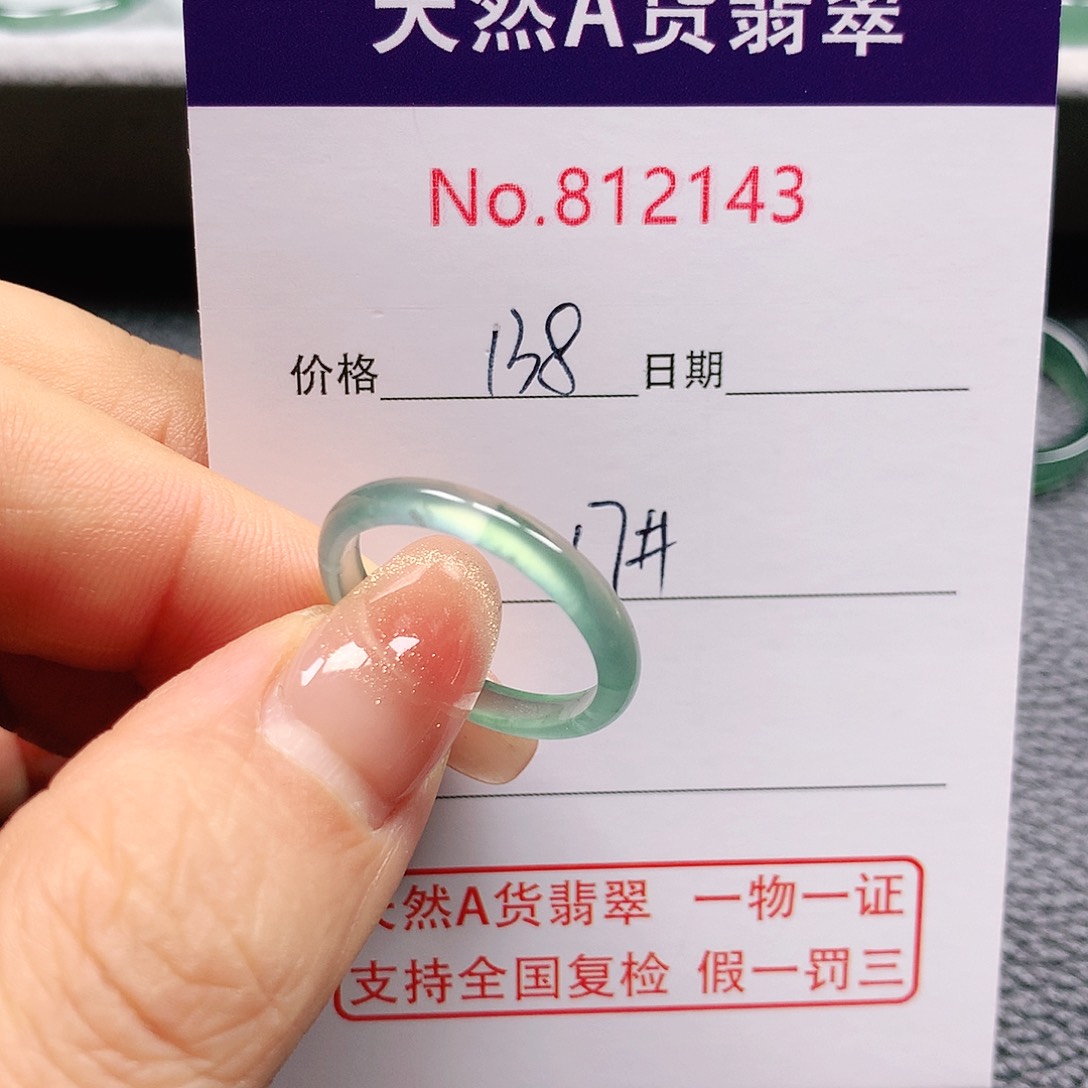 天然A货翡翠
No.812143
价格 138 日期
17#
天然A货翡翠 一物一证
支持全国复检 假一罚三